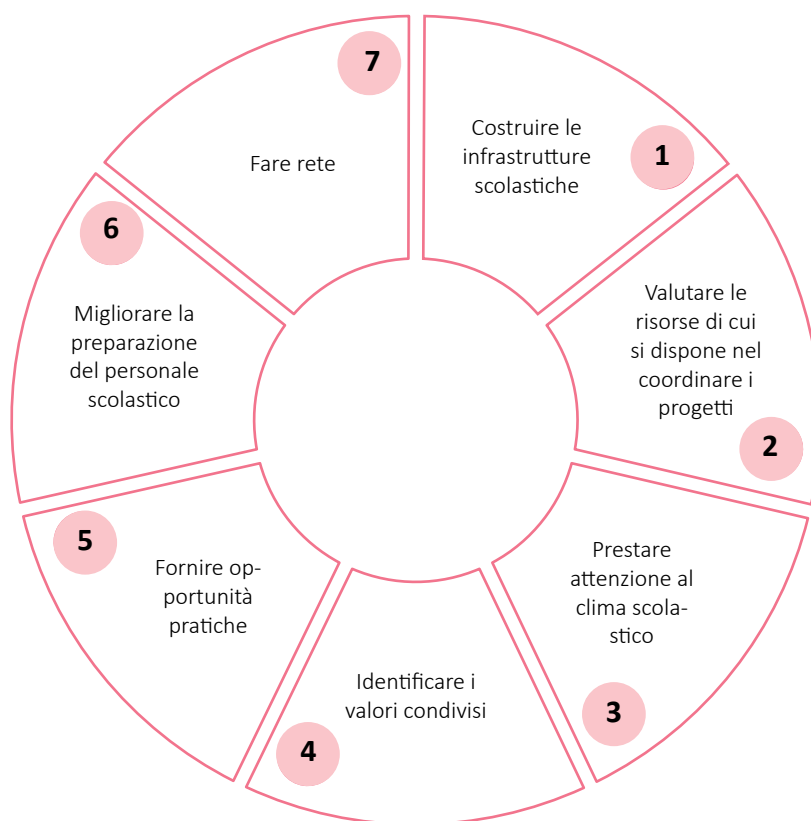 1
Costruire le
infrastrutture
scolastiche
2
Valutare le
risorse di cui
si dispone nel
coordinare i
progetti
3
Prestare
attenzione al
clima scola-
stico
4
Identificare i
valori condivisi
5
Fornire op-
portunità
pratiche
6
Migliorare la
preparazione
del personale
scolastico
7
Fare rete